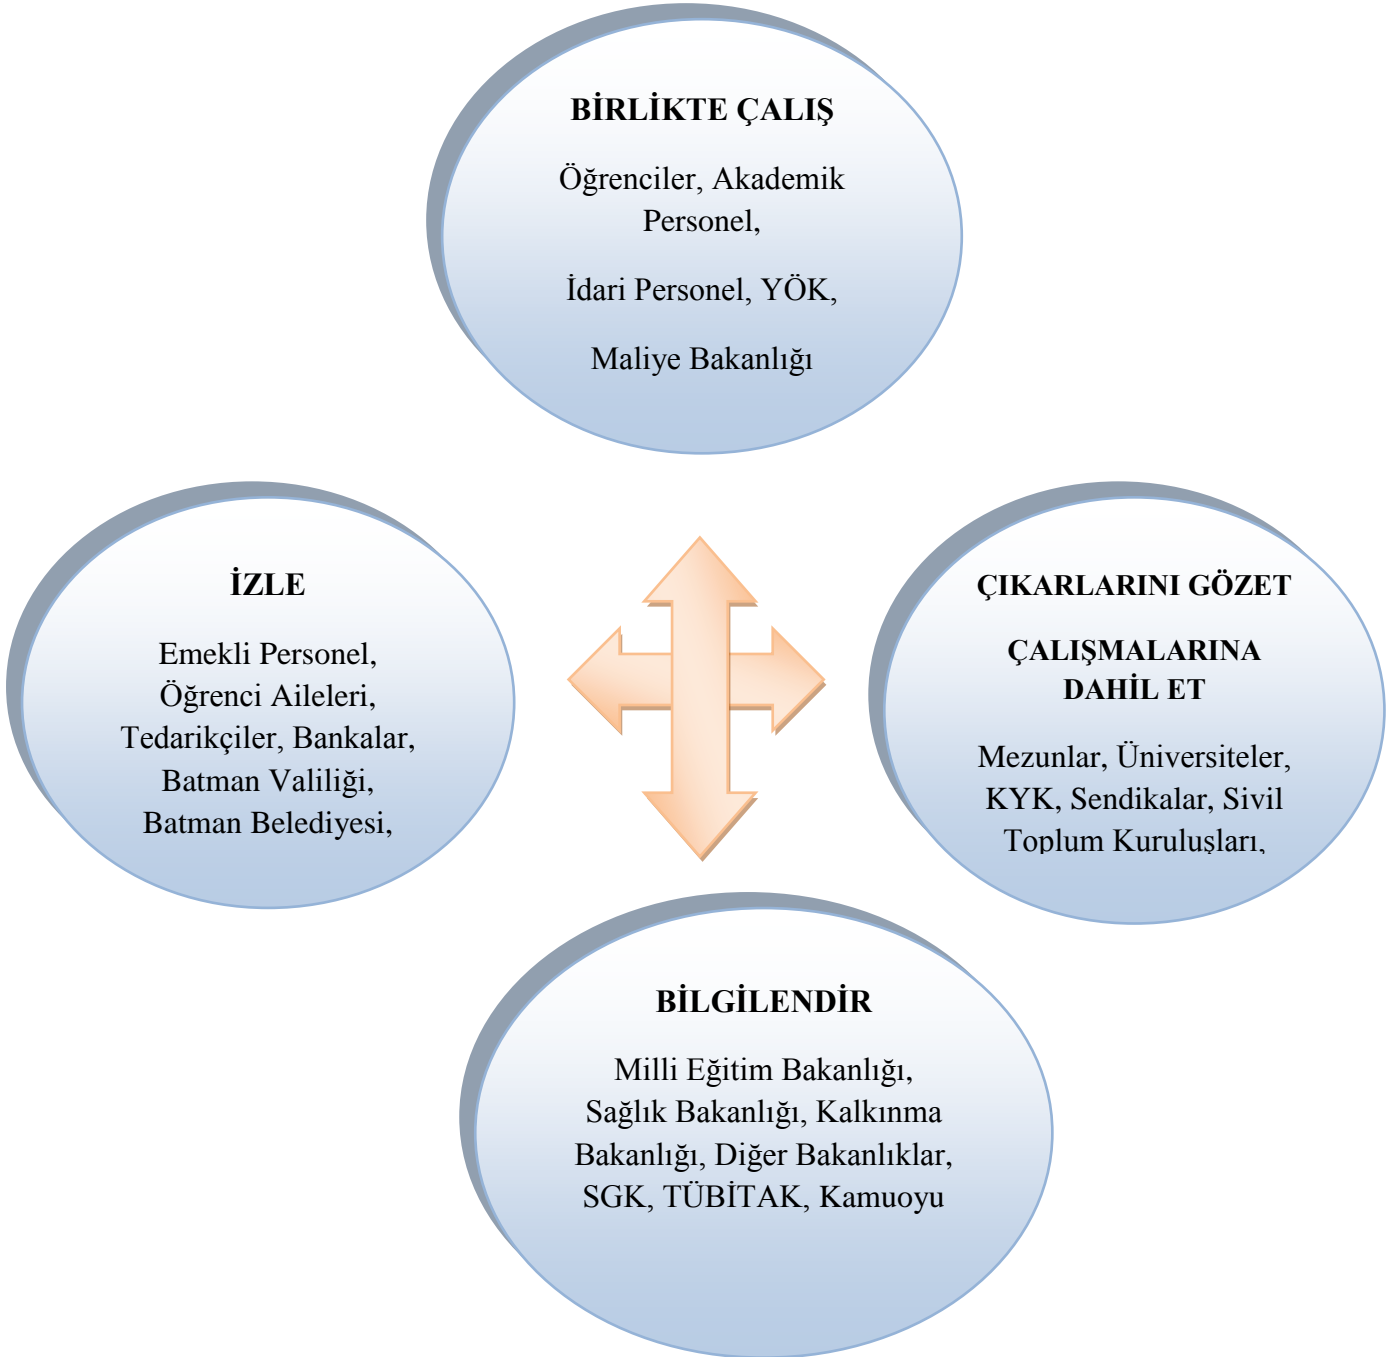 BİRLİKTE ÇALIŞ
Öğrenciler, Akademik
Personel,
İdari Personel, YÖK,
Maliye Bakanlığı
İZLE
Emekli Personel,
Öğrenci Aileleri,
Tedarikçiler, Bankalar,
Batman Valiliği,
Batman Belediyesi,
ÇIKARLARINI GÖZET
ÇALIŞMALARINA
DAHİL ET
Mezunlar, Üniversiteler,
KYK, Sendikalar, Sivil
Toplum Kuruluşları,
BİLGİLENDİR
Milli Eğitim Bakanlığı,
Sağlık Bakanlığı, Kalkınma
Bakanlığı, Diğer Bakanlıklar,
SGK, TÜBİTAK, Kamuoyu